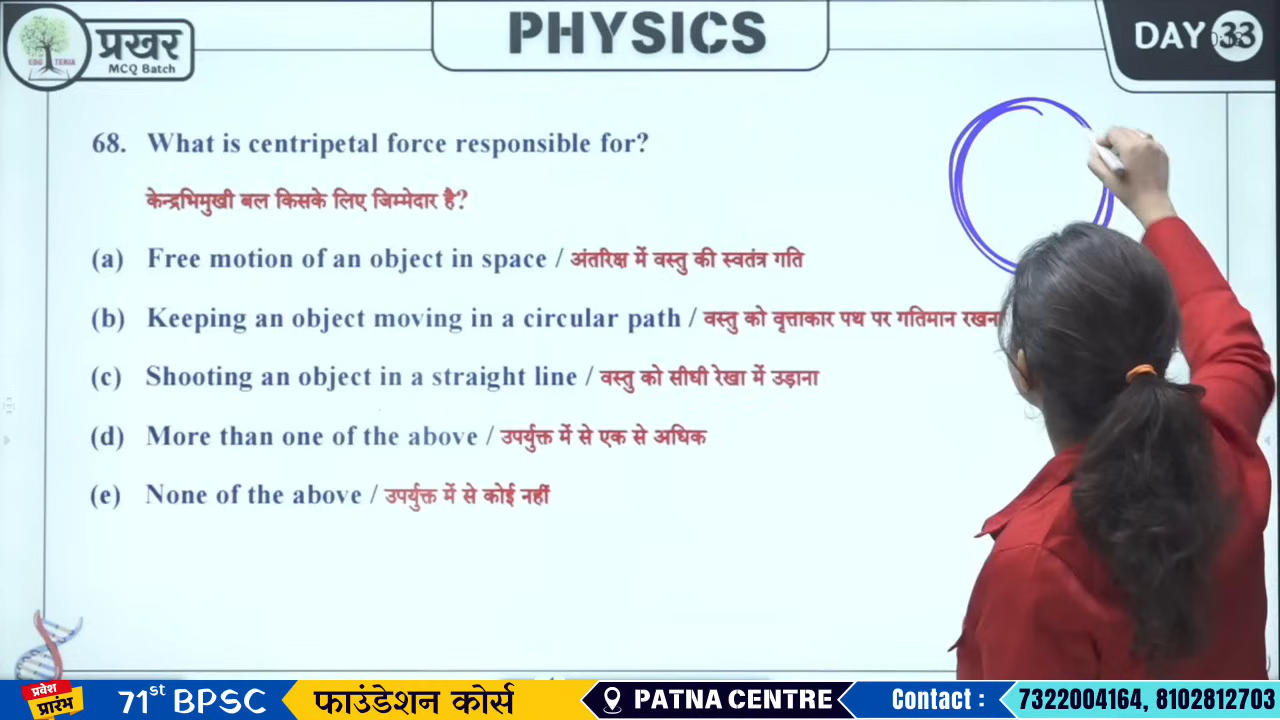 EDU TERIA
प्रखर
MCQ Batch
PHYSICS
DAY 33
68. What is centripetal force responsible for?
केन्द्रभिमुखी बल किसके लिए जिम्मेदार है?
(a) Free motion of an object in space / अंतरिक्ष में वस्तु की स्वतंत्र गति
(b) Keeping an object moving in a circular path / वस्तु को वृत्ताकार पथ पर गतिमान रखना
(c) Shooting an object in a straight line / वस्तु को सीधी रेखा में उड़ाना
(d) More than one of the above / उपर्युक्त में से एक से अधिक
(e) None of the above / उपर्युक्त में से कोई नहीं
प्रवेश
प्रारंभ
71st BPSC
फाउंडेशन कोर्स
PATNA CENTRE
Contact :
7322004164, 8102812703